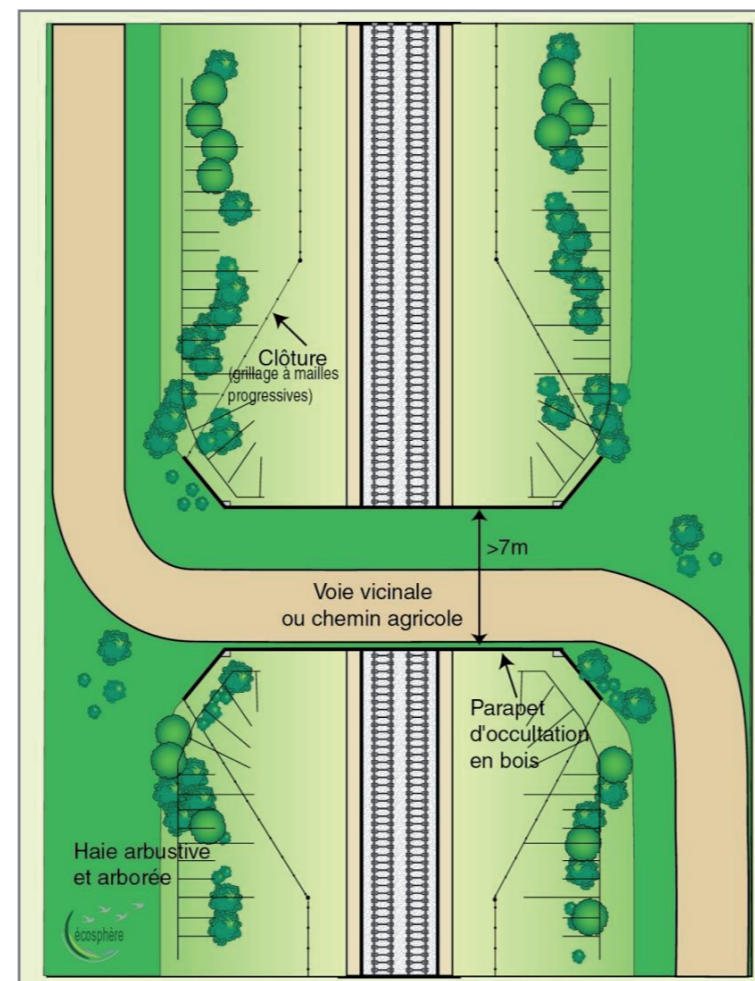 Clôture
(grillage à mailles
progressives)
>7m
Voie vicinale
ou chemin agricole
Parapet
d'occultation
en bois
Haie arbustive
et arborée
écosphère